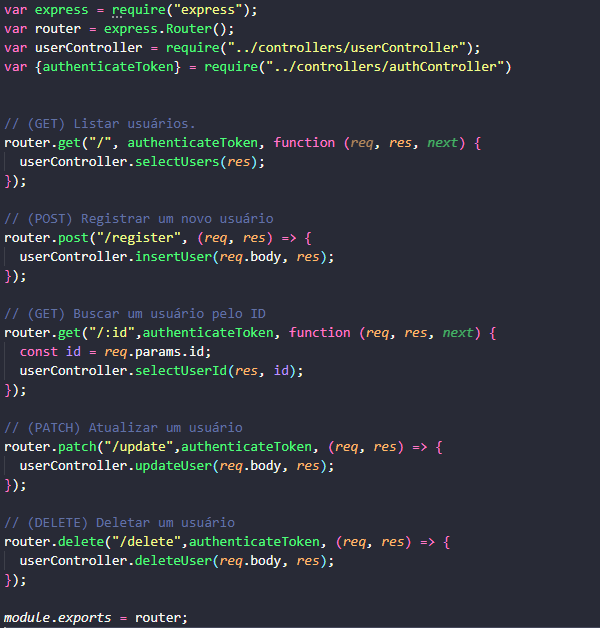 var express = require("express");
var router = express.Router();
var userController = require("../controllers/userController");
var {authenticateToken} = require("../controllers/authController")
// (GET) Listar usuários.
router.get("/", authenticateToken, function (req, res, next) {
  userController.selectUsers(res);
});
// (POST) Registrar um novo usuário
router.post("/register", (req, res) => {
  userController.insertUser(req.body, res);
});
// (GET) Buscar um usuário pelo ID
router.get("/:id",authenticateToken, function (req, res, next) {
  const id = req.params.id;
  userController.selectUserId(res, id);
});
// (PATCH) Atualizar um usuário
router.patch("/update",authenticateToken, (req, res) => {
  userController.updateUser(req.body, res);
});
// (DELETE) Deletar um usuário
router.delete("/delete",authenticateToken, (req, res) => {
  userController.deleteUser(req.body, res);
});
module.exports = router;